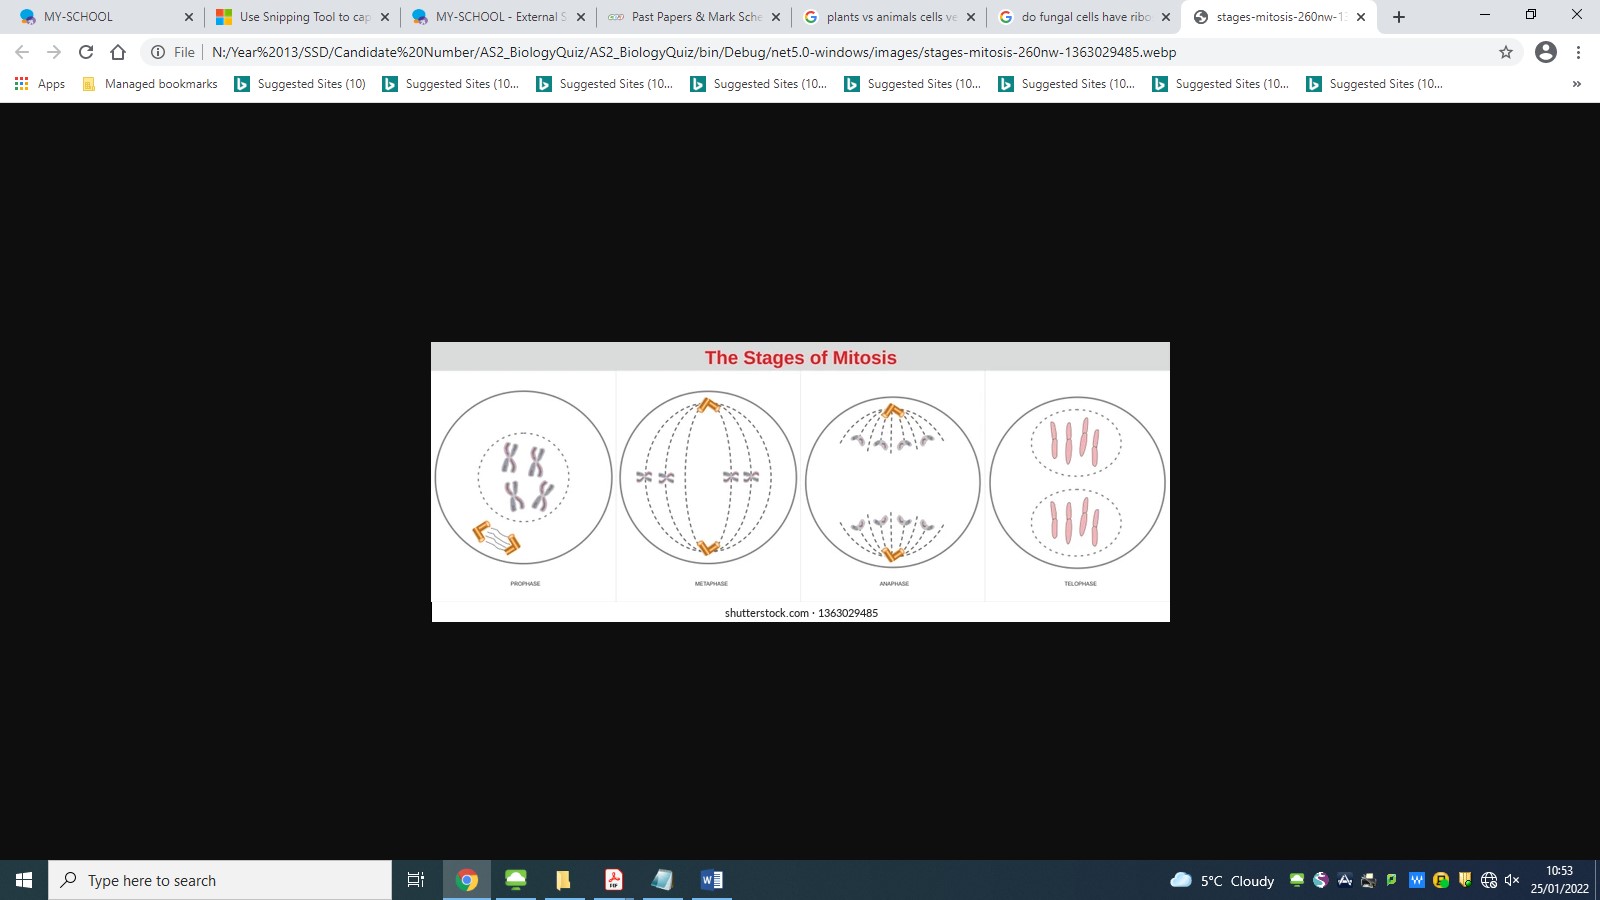 MY-SCHOOL
Use Snipping Tool to cap
MY-SCHOOL - External S
Past Papers & Mark Sche
plants vs animals cells ve
do fungal cells have ribo
stages-mitosis-260nw-13
File
N:/Year%2013/SSD/Candidate%20Number/AS2_BiologyQuiz/AS2_BiologyQuiz/bin/Debug/net5.0-windows/images/stages-mitosis-260nw-1363029485.webp
Apps
Managed bookmarks
Suggested Sites (10)
Suggested Sites (10...
Suggested Sites (10...
Suggested Sites (10...
Suggested Sites (10...
Suggested Sites (10...
Suggested Sites (10...
Suggested Sites (10...
The Stages of Mitosis
PROPHASE
METAPHASE
ANAPHASE
TELOPHASE
shutterstock.com · 1363029485
Type here to search
5°C Cloudy
10:53
25/01/2022